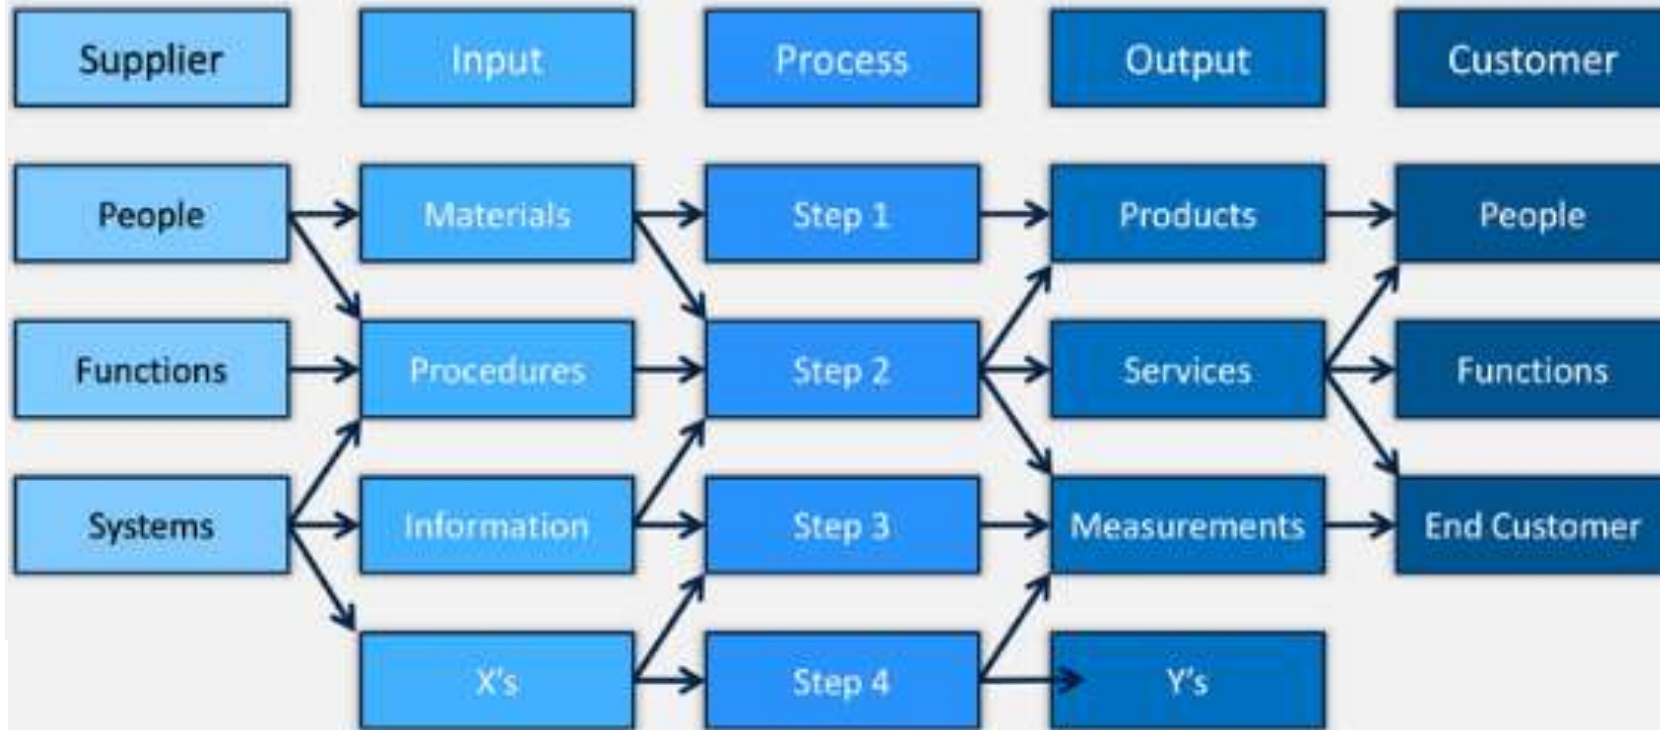 Supplier
Input
Process
Output
Customer
People
Materials
Step 1
Products
People
Functions
Procedures
Step 2
Services
Functions
Systems
Information
Step 3
Measurements
End Customer
X's
Step 4
Y's